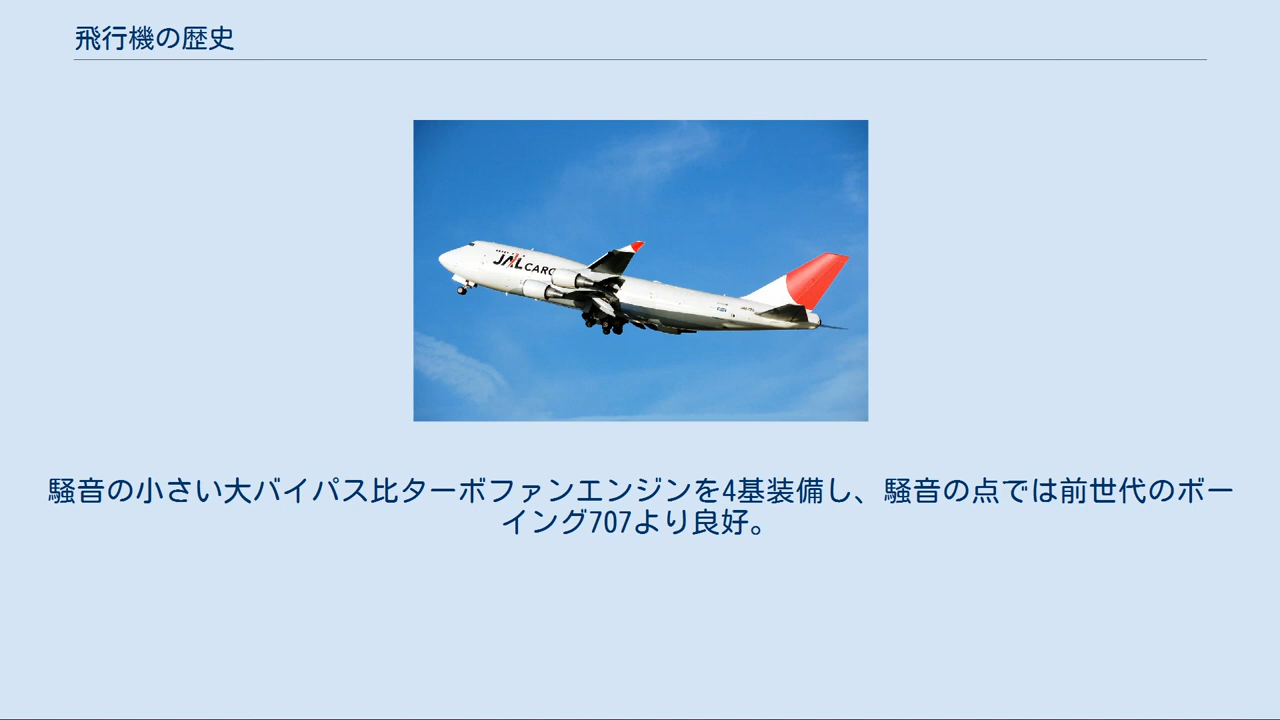 飛行機の歴史
JAL CARGO
騒音の小さい大バイパス比ターボファンエンジンを4基装備し、騒音の点では前世代のボー
イング707より良好。